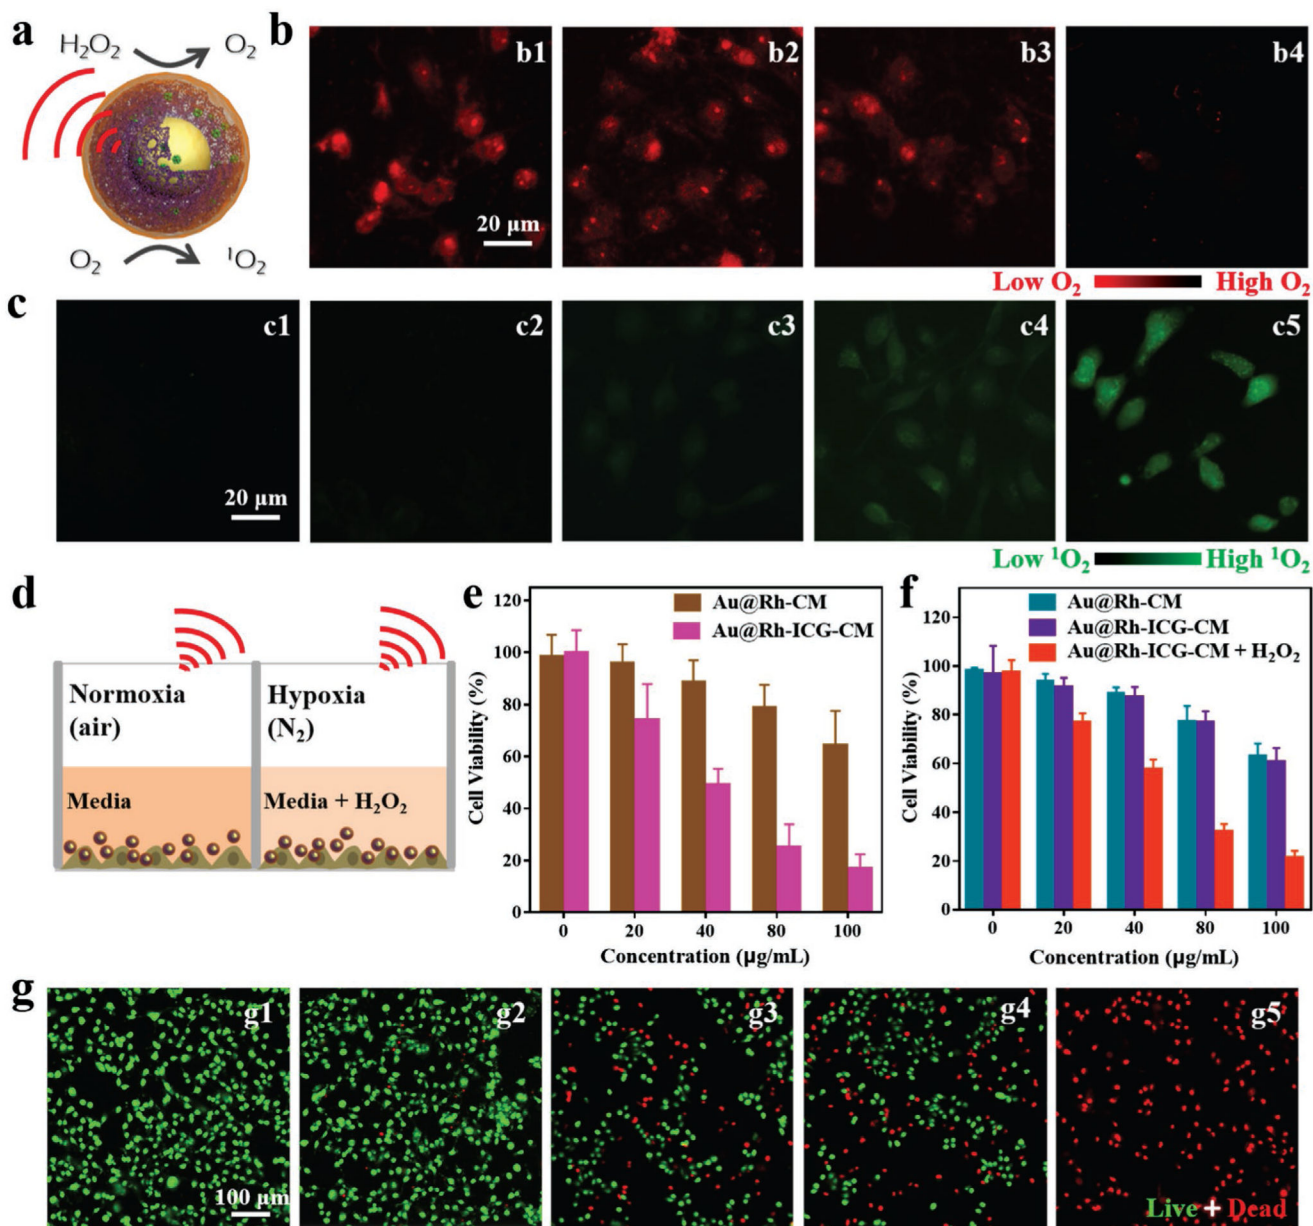 a
H₂O₂
O₂
O₂
¹O₂
b
b1
b2
b3
b4
20 µm
Low O₂
High O₂
c
c1
c2
c3
c4
c5
20 µm
Low ¹O₂
High ¹O₂
d
Normoxia
(air)
Hypoxia
(N₂)
Media
Media + H₂O₂
e
Au@Rh-CM
Au@Rh-ICG-CM
Cell Viability (%)
120
100
80
60
40
20
0
0
20
40
80
100
Concentration (µg/mL)
f
Au@Rh-CM
Au@Rh-ICG-CM
Au@Rh-ICG-CM + H₂O₂
Cell Viability (%)
120
100
80
60
40
20
0
0
20
40
80
100
Concentration (µg/mL)
g
g1
g2
g3
g4
g5
100 µm
Live + Dead